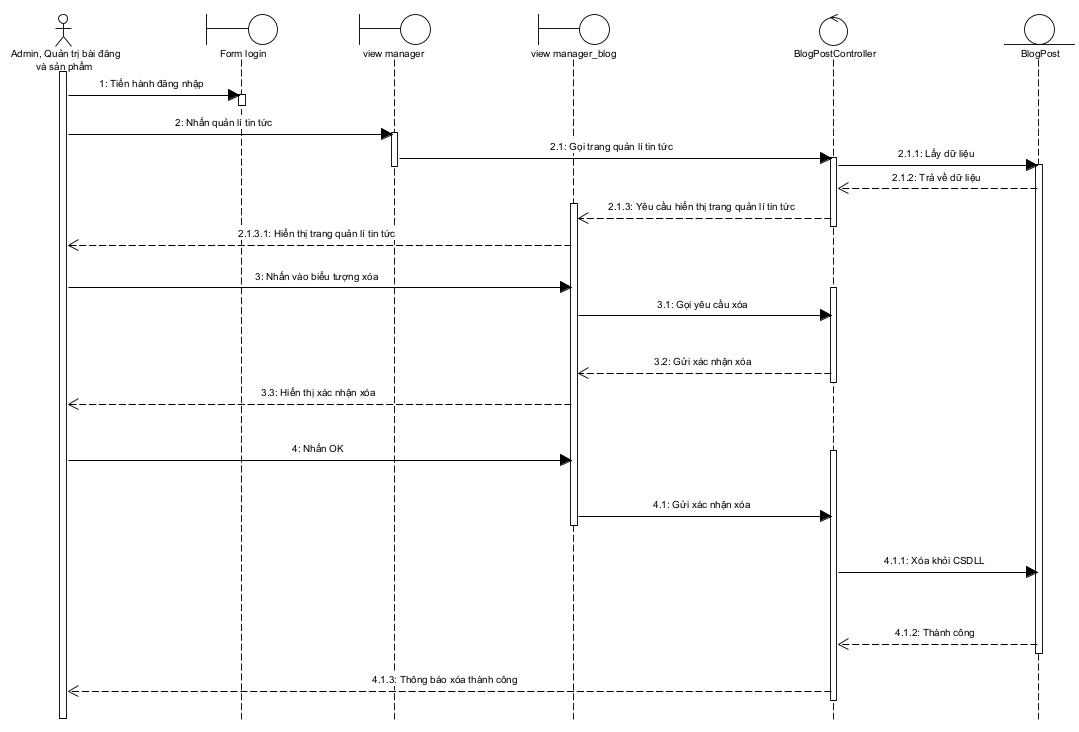 Admin, Quản trị bài đăng
và sản phẩm
Form login
view manager
view manager_blog
BlogPostController
BlogPost
1: Tiến hành đăng nhập
2: Nhấn quản lí tin tức
2.1: Gọi trang quản lí tin tức
2.1.1: Lấy dữ liệu
2.1.2: Trả về dữ liệu
2.1.3: Yêu cầu hiển thị trang quản lí tin tức
2.1.3.1: Hiển thị trang quản lí tin tức
3: Nhấn vào biểu tượng xóa
3.1: Gọi yêu cầu xóa
3.2: Gửi xác nhận xóa
3.3: Hiển thị xác nhận xóa
4: Nhấn OK
4.1: Gửi xác nhận xóa
4.1.1: Xóa khỏi CSDLL
4.1.2: Thành công
4.1.3: Thông báo xóa thành công